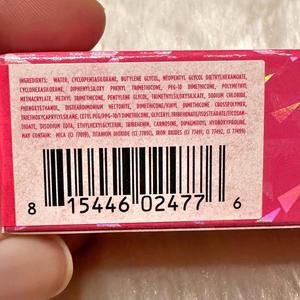 INGREDIENTS: WATER, CYCLOPENTASILOXANE, BUTYLENE GLYCOL, NEOPENTYL GLYCOL DIETHYLHEXANOATE,
CYCLOHEXASILOXANE, DIPHENYLSILOXY PHENYL TRIMETHICONE, PEG-10 DIMETHICONE, POLYMETHYL
METHACRYLATE, METHYL TRIMETHICONE, PENTYLENE GLYCOL, TRIMETHYLSILOXYSILICATE, SODIUM CHLORIDE,
PHENOXYETHANOL, DISTEARDIMONIUM HECTORITE, DIMETHICONE/VINYL DIMETHICONE CROSSPOLYMER,
TRIETHOXYCAPRYLYLSILANE, CETYL PEG/PPG-10/1 DIMETHICONE, GLYCERYL TRIBEHENATE/ISOSTEARATE/EICOSAN-
DIOATE, DISODIUM EDTA, ETHYLHEXYLGLYCERIN, TRIBEHENIN, CARNOSINE, DIPALMITOYL HYDROXYPROLINE.
MAY CONTAIN: MICA (CI 77019), TITANIUM DIOXIDE (CI 77891), IRON OXIDES (CI 77491, CI 77492, CI 77499)
8 15446 02477 6